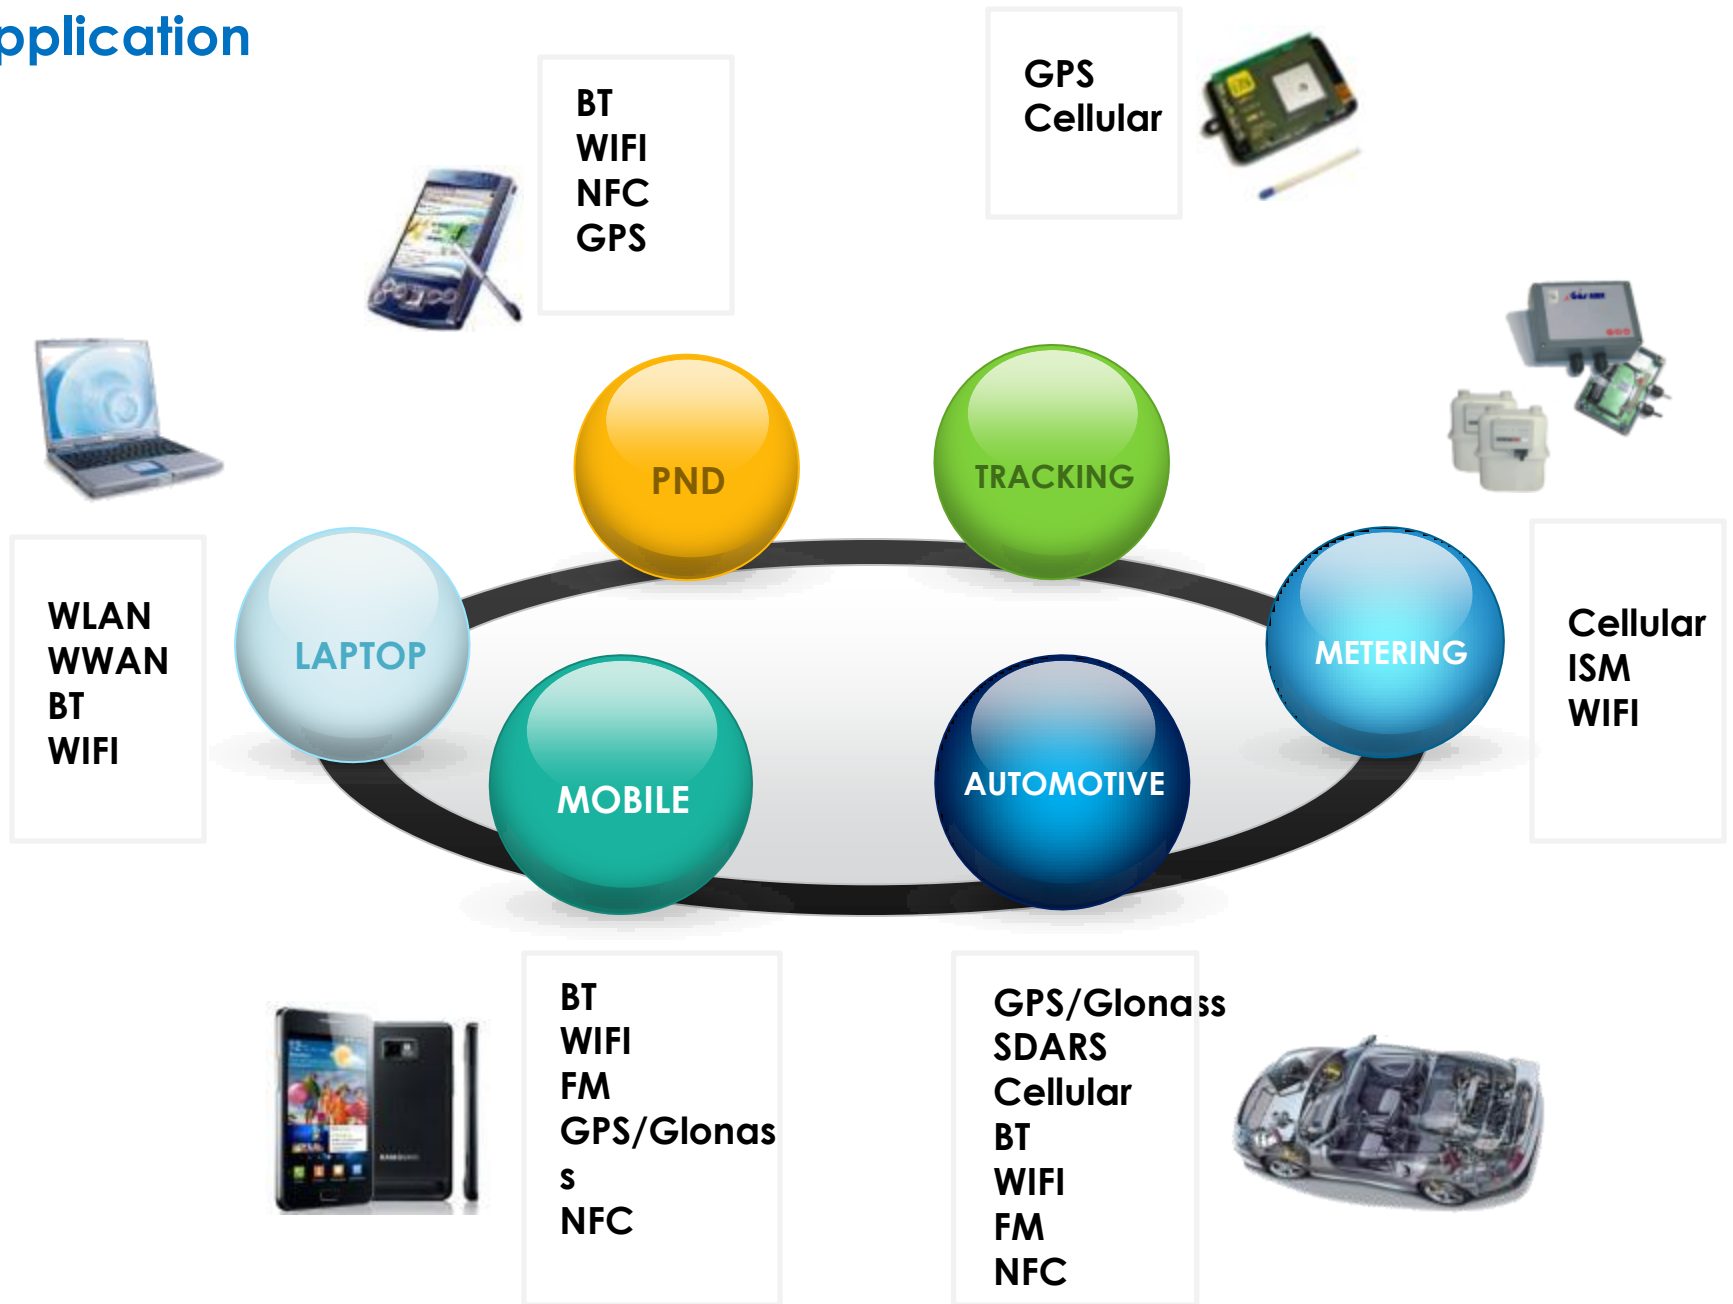 pplication
BT
WIFI
NFC
GPS
GPS
Cellular
PND
TRACKING
LAPTOP
METERING
MOBILE
AUTOMOTIVE
WLAN
WWAN
BT
WIFI
Cellular
ISM
WIFI
BT
WIFI
FM
GPS/Glonas
s
NFC
GPS/Glonass
SDARS
Cellular
BT
WIFI
FM
NFC
SAMSUNG